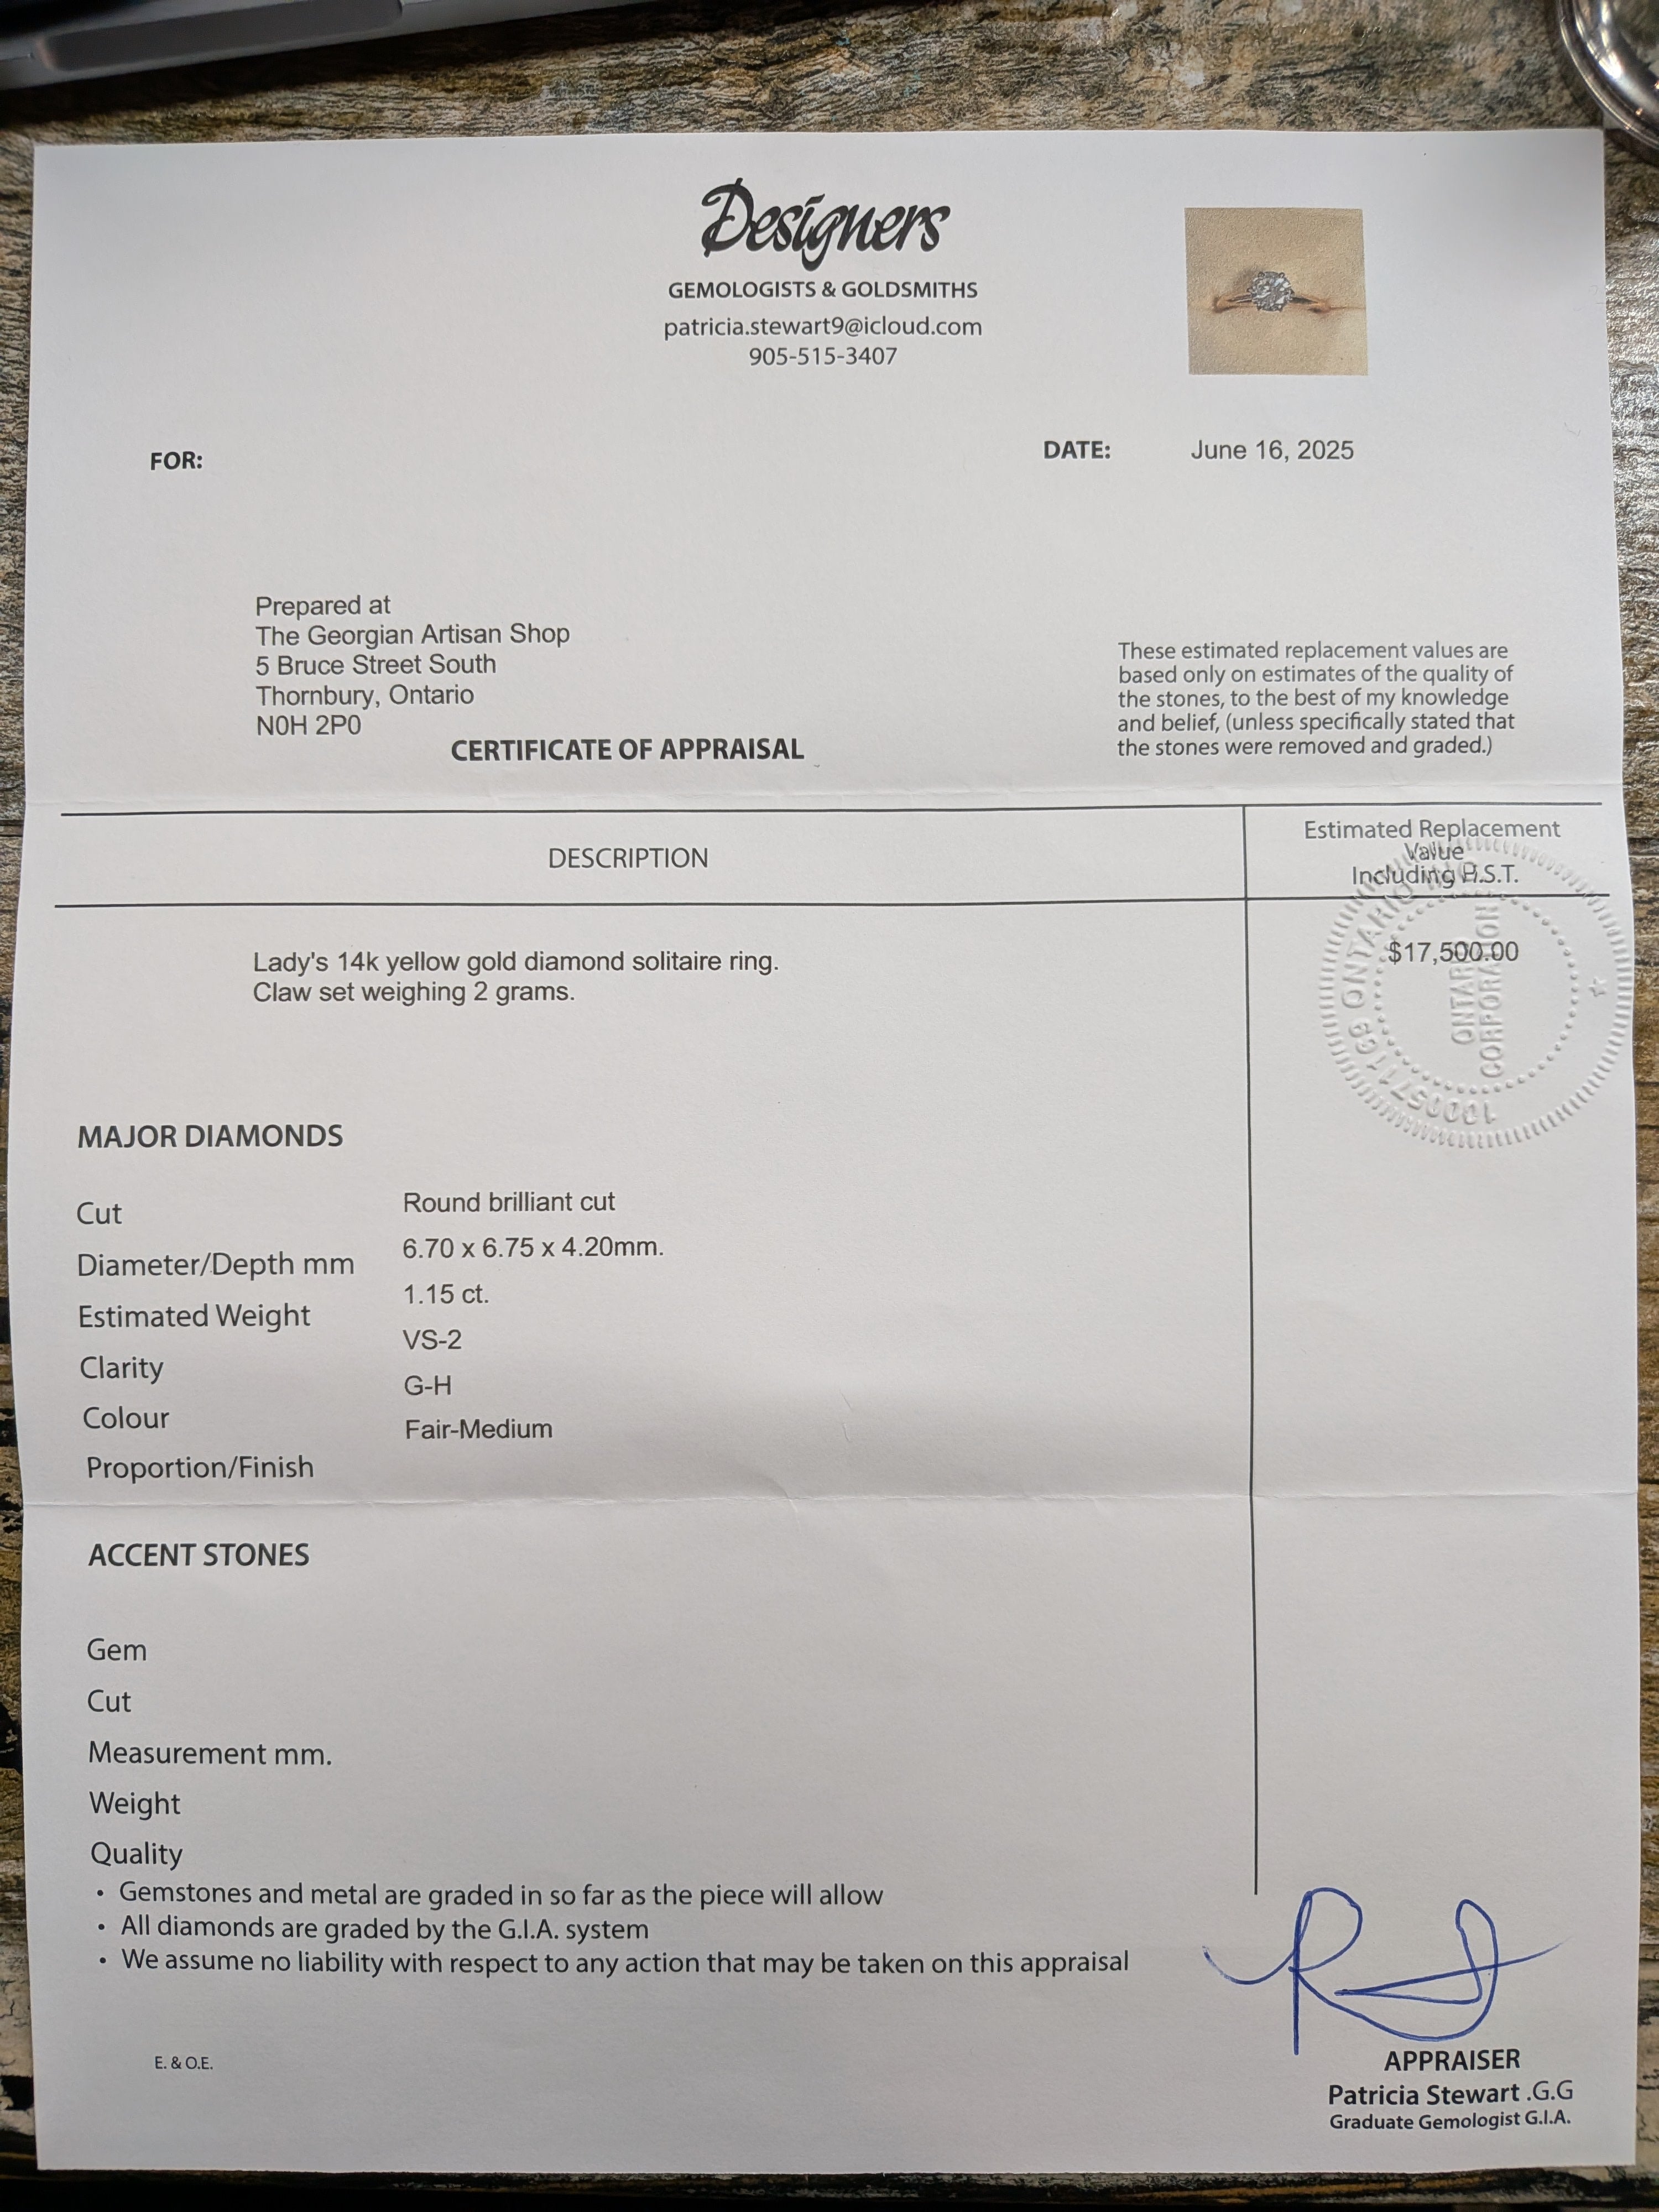 Designers
GEMOLOGISTS & GOLDSMITHS
patricia.stewart9@icloud.com
905-515-3407
FOR:
DATE: June 16, 2025
Prepared at
The Georgian Artisan Shop
5 Bruce Street South
Thornbury, Ontario
N0H 2P0
These estimated replacement values are
based only on estimates of the quality of
the stones, to the best of my knowledge
and belief, (unless specifically stated that
the stones were removed and graded.)
CERTIFICATE OF APPRAISAL
DESCRIPTION
Estimated Replacement
Value
Including H.S.T.
Lady's 14k yellow gold diamond solitaire ring.
Claw set weighing 2 grams.
$17,500.00
ONTARIO
CORPORATION
MAJOR DIAMONDS
Cut Round brilliant cut
Diameter/Depth mm 6.70 x 6.75 x 4.20mm.
Estimated Weight 1.15 ct.
Clarity VS-2
Colour G-H
Proportion/Finish Fair-Medium
ACCENT STONES
Gem
Cut
Measurement mm.
Weight
Quality
• Gemstones and metal are graded in so far as the piece will allow
• All diamonds are graded by the G.I.A. system
• We assume no liability with respect to any action that may be taken on this appraisal
E. & O.E.
APPRAISER
Patricia Stewart .G.G
Graduate Gemologist G.I.A.